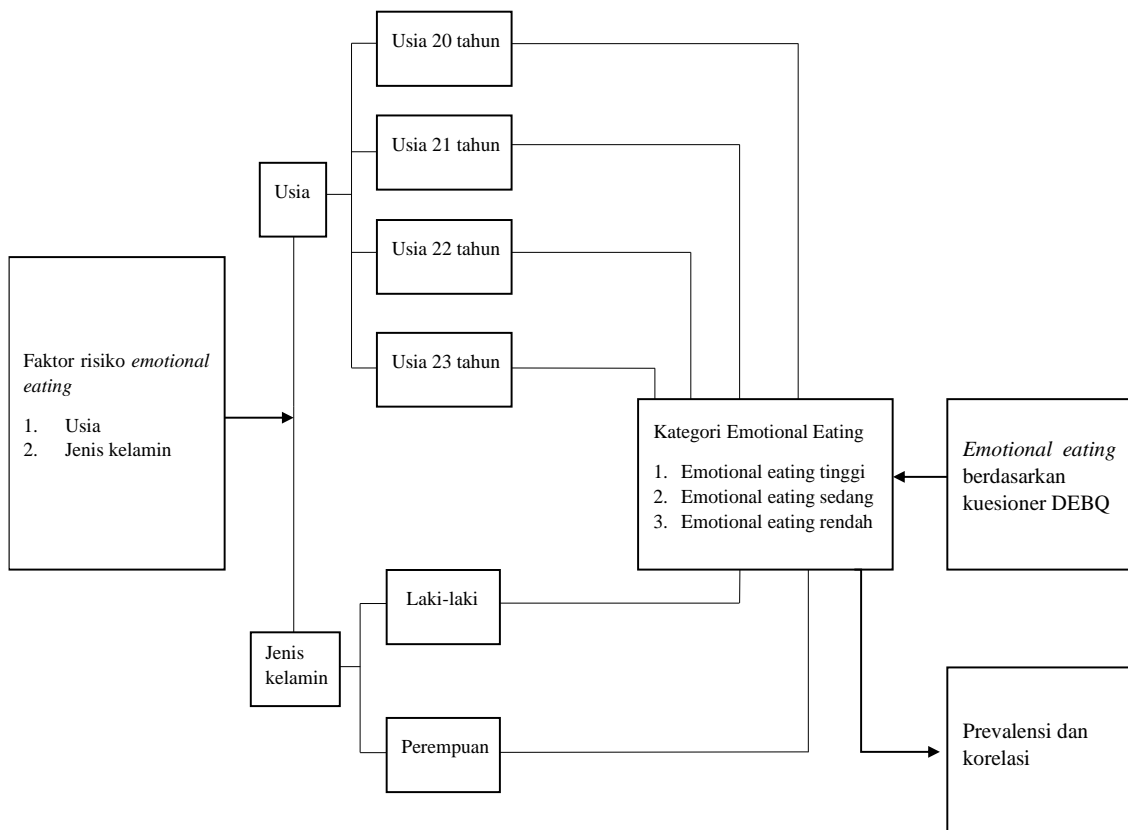 Usia 20 tahun
Usia 21 tahun
Usia
Usia 22 tahun
Usia 23 tahun
Faktor risiko emotional
eating
1. Usia
2. Jenis kelamin
Kategori Emotional Eating
1. Emotional eating tinggi
2. Emotional eating sedang
3. Emotional eating rendah
Emotional eating
berdasarkan
kuesioner DEBQ
Laki-laki
Jenis
kelamin
Perempuan
Prevalensi dan
korelasi